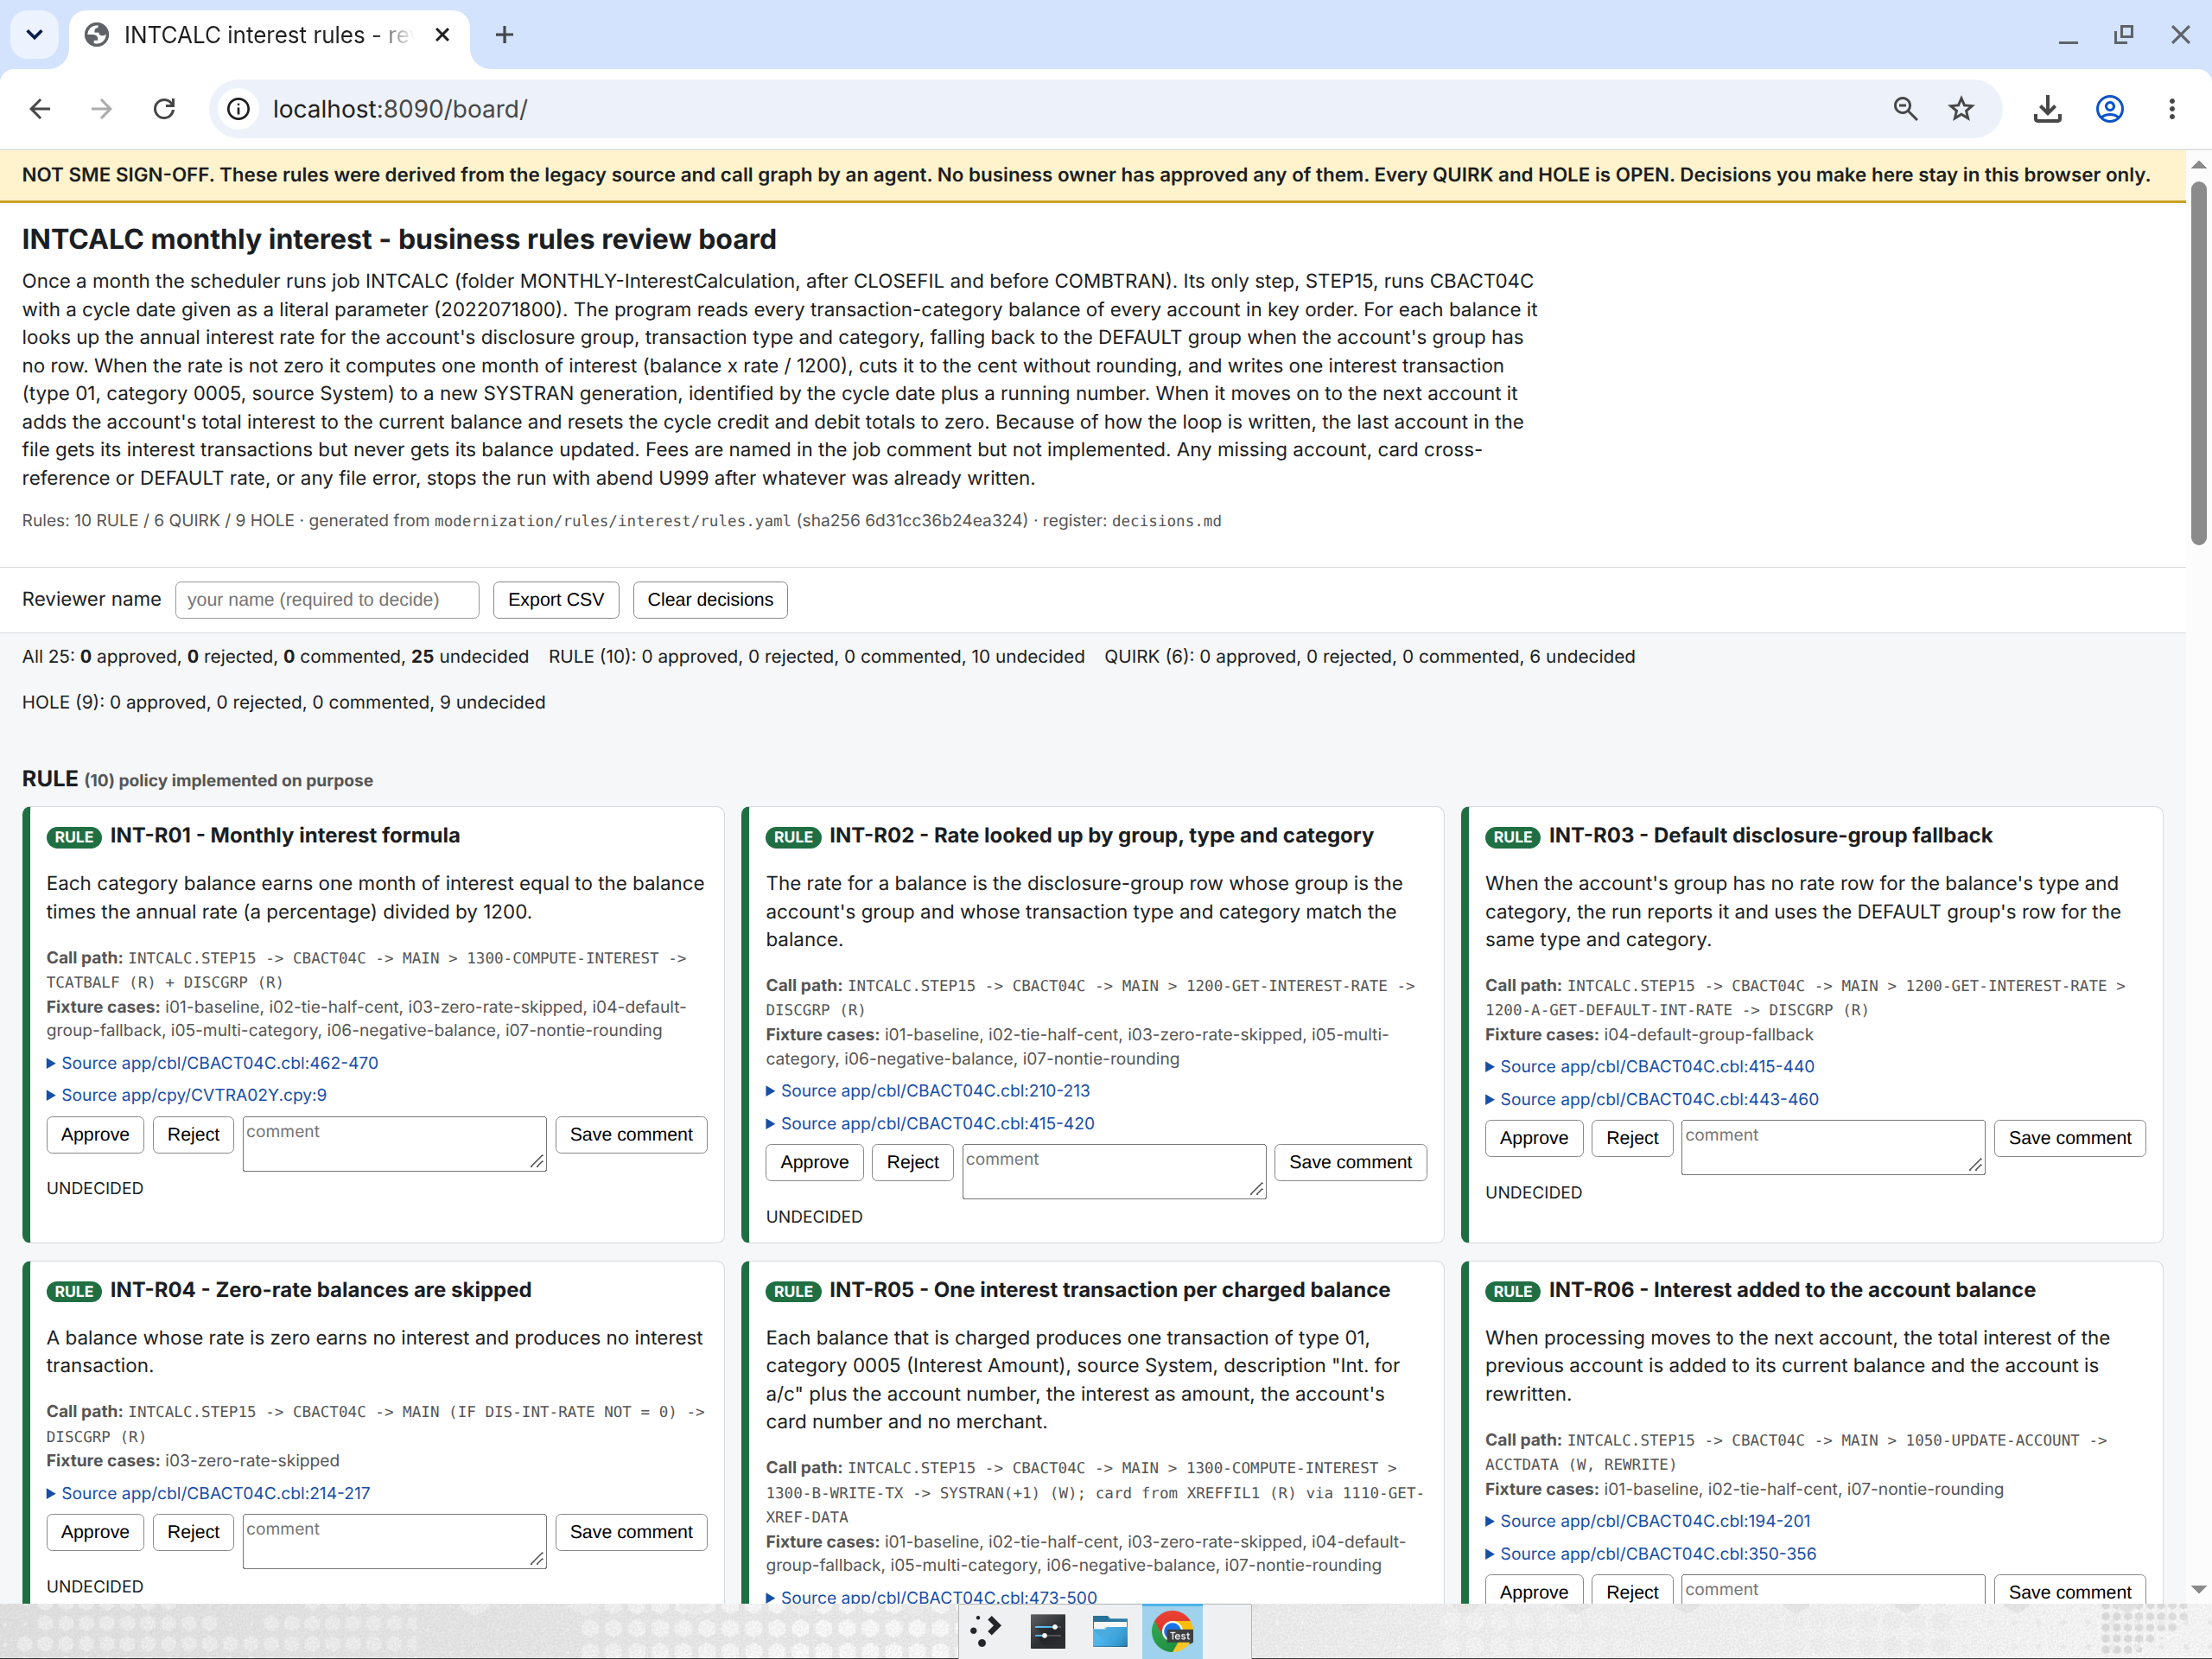 INTCALC interest rules - re
localhost:8090/board/
NOT SME SIGN-OFF. These rules were derived from the legacy source and call graph by an agent. No business owner has approved any of them. Every QUIRK and HOLE is OPEN. Decisions you make here stay in this browser only.
INTCALC monthly interest - business rules review board
Once a month the scheduler runs job INTCALC (folder MONTHLY-InterestCalculation, after CLOSEFIL and before COMBTRAN). Its only step, STEP15, runs CBACT04C
with a cycle date given as a literal parameter (2022071800). The program reads every transaction-category balance of every account in key order. For each balance it
looks up the annual interest rate for the account's disclosure group, transaction type and category, falling back to the DEFAULT group when the account's group has
no row. When the rate is not zero it computes one month of interest (balance x rate / 1200), cuts it to the cent without rounding, and writes one interest transaction
(type 01, category 0005, source System) to a new SYSTRAN generation, identified by the cycle date plus a running number. When it moves on to the next account it
adds the account's total interest to the current balance and resets the cycle credit and debit totals to zero. Because of how the loop is written, the last account in the
file gets its interest transactions but never gets its balance updated. Fees are named in the job comment but not implemented. Any missing account, card cross-
reference or DEFAULT rate, or any file error, stops the run with abend U999 after whatever was already written.
Rules: 10 RULE / 6 QUIRK / 9 HOLE · generated from modernization/rules/interest/rules.yaml (sha256 6d31cc36b24ea324) · register: decisions.md
Reviewer name your name (required to decide) Export CSV Clear decisions
All 25: 0 approved, 0 rejected, 0 commented, 25 undecided RULE (10): 0 approved, 0 rejected, 0 commented, 10 undecided QUIRK (6): 0 approved, 0 rejected, 0 commented, 6 undecided
HOLE (9): 0 approved, 0 rejected, 0 commented, 9 undecided
RULE (10) policy implemented on purpose
RULE INT-R01 - Monthly interest formula
Each category balance earns one month of interest equal to the balance
times the annual rate (a percentage) divided by 1200.
Call path: INTCALC.STEP15 -> CBACT04C -> MAIN > 1300-COMPUTE-INTEREST ->
TCATBALF (R) + DISCGRP (R)
Fixture cases: i01-baseline, i02-tie-half-cent, i03-zero-rate-skipped, i04-default-
group-fallback, i05-multi-category, i06-negative-balance, i07-nontie-rounding
Source app/cbl/CBACT04C.cbl:462-470
Source app/cpy/CVTRA02Y.cpy:9
Approve Reject comment Save comment
UNDECIDED
RULE INT-R02 - Rate looked up by group, type and category
The rate for a balance is the disclosure-group row whose group is the
account's group and whose transaction type and category match the
balance.
Call path: INTCALC.STEP15 -> CBACT04C -> MAIN > 1200-GET-INTEREST-RATE ->
DISCGRP (R)
Fixture cases: i01-baseline, i02-tie-half-cent, i03-zero-rate-skipped, i05-multi-
category, i06-negative-balance, i07-nontie-rounding
Source app/cbl/CBACT04C.cbl:210-213
Source app/cbl/CBACT04C.cbl:415-420
Approve Reject comment Save comment
UNDECIDED
RULE INT-R03 - Default disclosure-group fallback
When the account's group has no rate row for the balance's type and
category, the run reports it and uses the DEFAULT group's row for the
same type and category.
Call path: INTCALC.STEP15 -> CBACT04C -> MAIN > 1200-GET-INTEREST-RATE >
1200-A-GET-DEFAULT-INT-RATE -> DISCGRP (R)
Fixture cases: i04-default-group-fallback
Source app/cbl/CBACT04C.cbl:415-440
Source app/cbl/CBACT04C.cbl:443-460
Approve Reject comment Save comment
UNDECIDED
RULE INT-R04 - Zero-rate balances are skipped
A balance whose rate is zero earns no interest and produces no interest
transaction.
Call path: INTCALC.STEP15 -> CBACT04C -> MAIN (IF DIS-INT-RATE NOT = 0) ->
DISCGRP (R)
Fixture cases: i03-zero-rate-skipped
Source app/cbl/CBACT04C.cbl:214-217
Approve Reject comment Save comment
UNDECIDED
RULE INT-R05 - One interest transaction per charged balance
Each balance that is charged produces one transaction of type 01,
category 0005 (Interest Amount), source System, description "Int. for
a/c" plus the account number, the interest as amount, the account's
card number and no merchant.
Call path: INTCALC.STEP15 -> CBACT04C -> MAIN > 1300-COMPUTE-INTEREST >
1300-B-WRITE-TX -> SYSTRAN(+1) (W); card from XREFFIL1 (R) via 1110-GET-
XREF-DATA
Fixture cases: i01-baseline, i02-tie-half-cent, i03-zero-rate-skipped, i04-default-
group-fallback, i05-multi-category, i06-negative-balance, i07-nontie-rounding
Source app/cbl/CBACT04C.cbl:473-500
RULE INT-R06 - Interest added to the account balance
When processing moves to the next account, the total interest of the
previous account is added to its current balance and the account is
rewritten.
Call path: INTCALC.STEP15 -> CBACT04C -> MAIN > 1050-UPDATE-ACCOUNT ->
ACCTDATA (W, REWRITE)
Fixture cases: i01-baseline, i02-tie-half-cent, i07-nontie-rounding
Source app/cbl/CBACT04C.cbl:194-201
Source app/cbl/CBACT04C.cbl:350-356
Approve Reject comment Save comment
Test